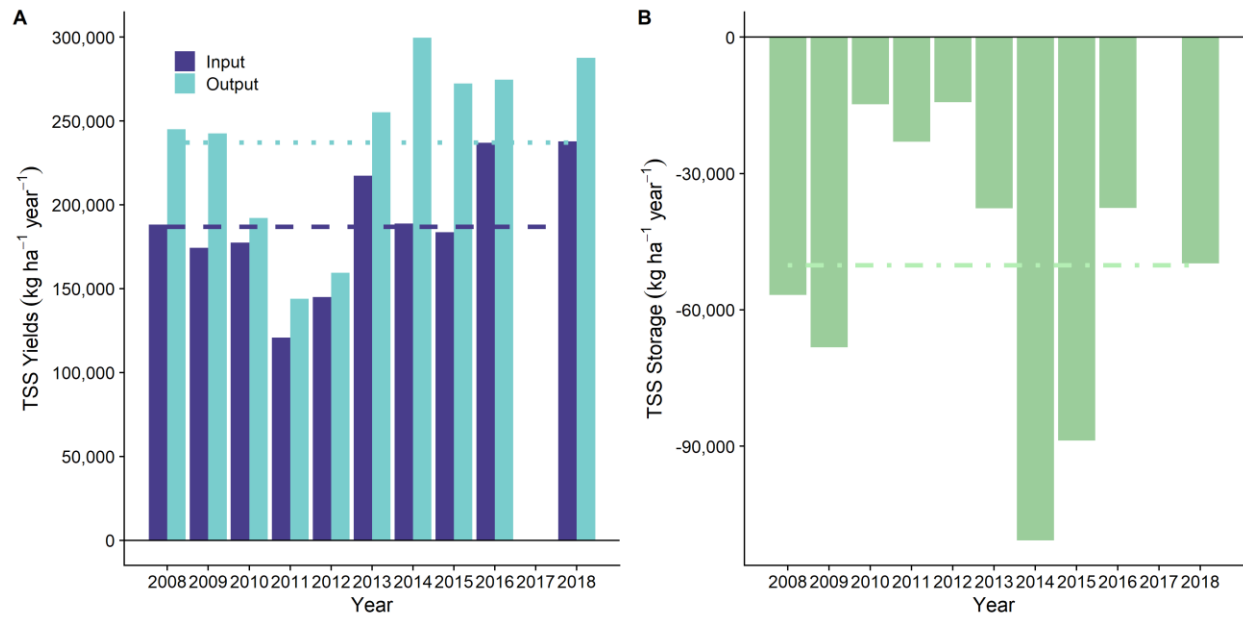 A
TSS Yields (kg ha⁻¹ year⁻¹)
300,000
250,000
200,000
150,000
100,000
50,000
0
Input
Output
2008 2009 2010 2011 2012 2013 2014 2015 2016 2017 2018
Year
B
TSS Storage (kg ha⁻¹ year⁻¹)
0
-30,000
-60,000
-90,000
2008 2009 2010 2011 2012 2013 2014 2015 2016 2017 2018
Year